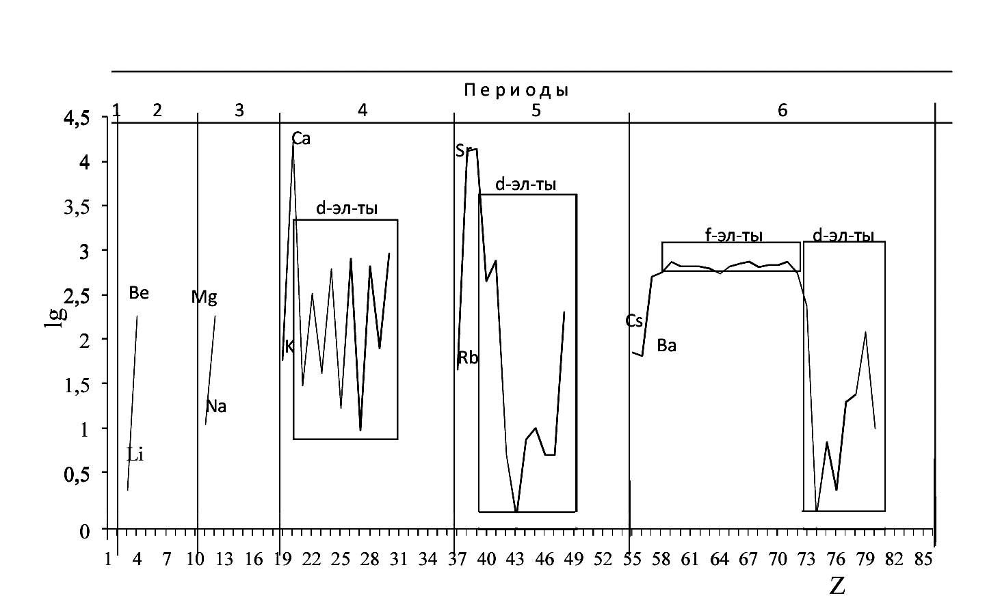 П е р и о д ы
1 2 3 4 5 6
4,5
Ca
Sr
4
d-эл-ты
3,5
d-эл-ты
f-эл-ты d-эл-ты
3
Be
Mg
2,5
lg
Cs
2
K
Ba
Rb
1,5
Na
1
Li
0,5
0
1 4 7 10 13 16 19 22 25 28 31 34 37 40 43 46 49 52 55 58 61 64 67 70 73 76 79 82 85
Z